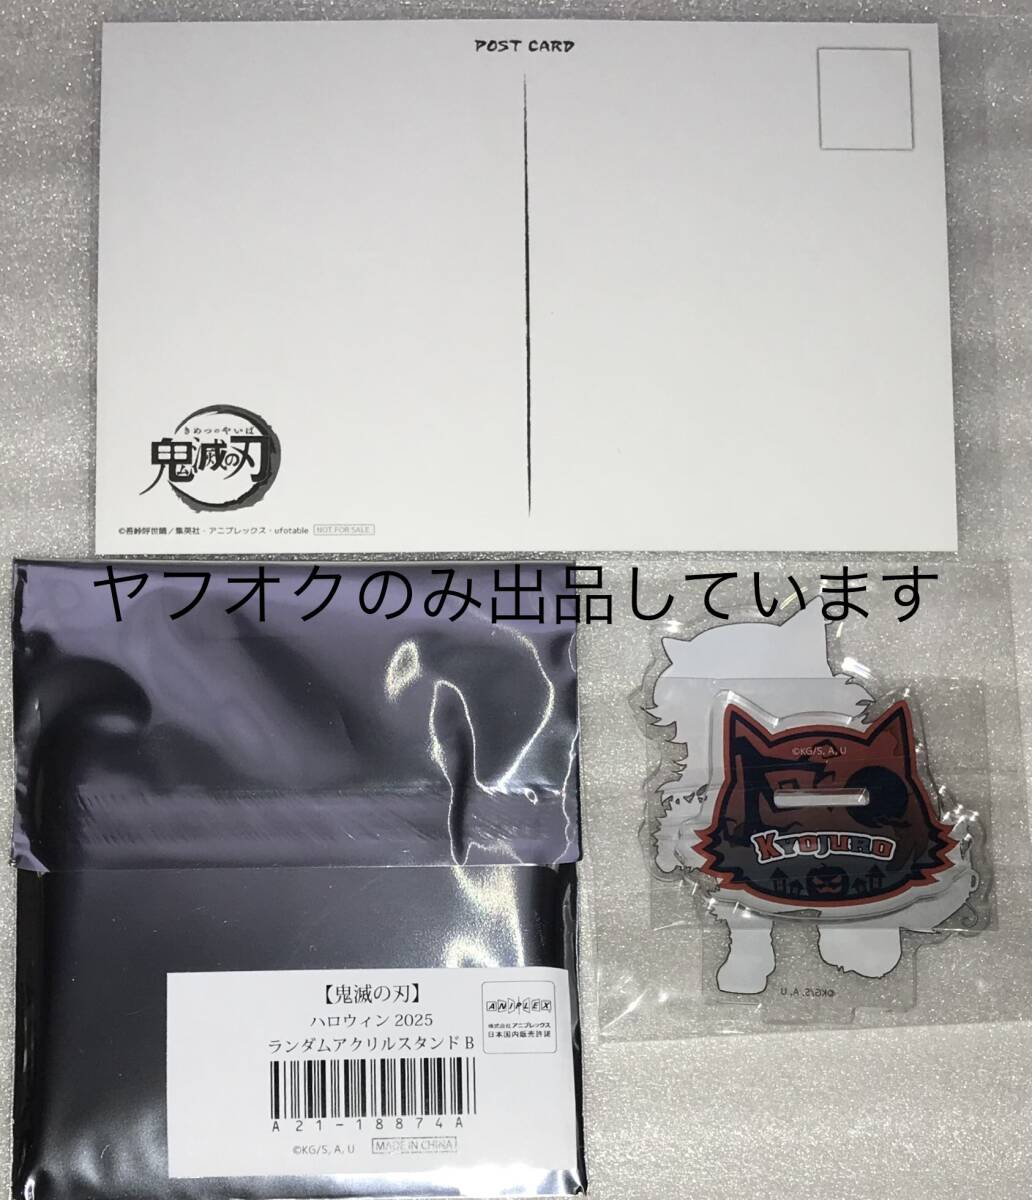 POST CARD
きめつのやいば
鬼滅の刃
©吾峠呼世晴／集英社・アニプレックス・ufotable NOT FOR SALE
ヤフオクのみ出品しています
©KG/S, A, U
KYOJURO
©KG/S, A, U
【鬼滅の刃】
ハロウィン 2025
ランダムアクリルスタンド B
ANIPLEX
株式会社アニプレックス
日本国内販売許諾
A21-18874A
©KG/S, A, U MADE IN CHINA